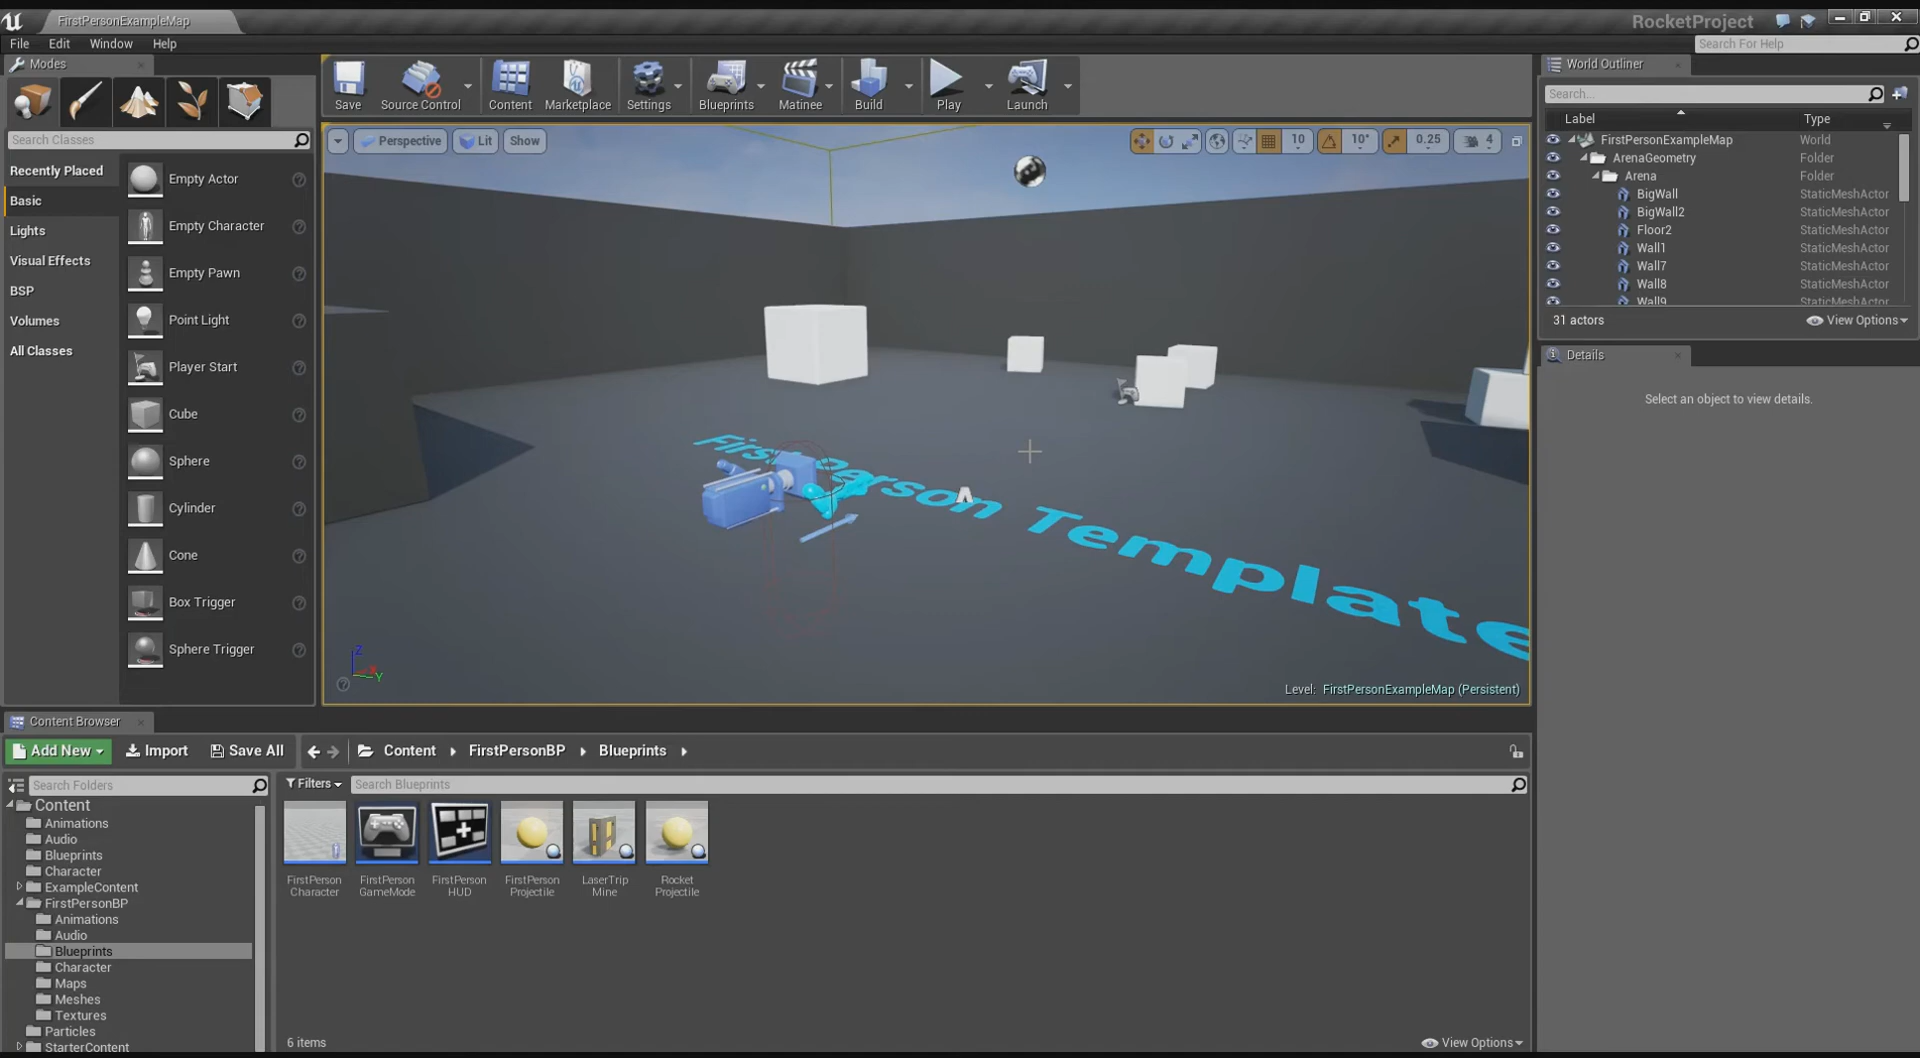 FirstPersonExampleMap
RocketProject
File Edit Window Help
Search For Help
Modes
Search Classes
Recently Placed
Basic
Lights
Visual Effects
BSP
Volumes
All Classes
Empty Actor
Empty Character
Empty Pawn
Point Light
Player Start
Cube
Sphere
Cylinder
Cone
Box Trigger
Sphere Trigger
Save Source Control Content Marketplace Settings Blueprints Matinee Build Play Launch
Perspective Lit Show
10 10° 0.25 4
First Person Template
Z
X
Y
Level: FirstPersonExampleMap (Persistent)
World Outliner
Search...
Label Type
FirstPersonExampleMap World
ArenaGeometry Folder
Arena Folder
BigWall StaticMeshActor
BigWall2 StaticMeshActor
Floor2 StaticMeshActor
Wall1 StaticMeshActor
Wall7 StaticMeshActor
Wall8 StaticMeshActor
Wall9 StaticMeshActor
31 actors View Options
Details
Select an object to view details.
Content Browser
Add New Import Save All Content FirstPersonBP Blueprints
Search Folders
Content
Animations
Audio
Blueprints
Character
ExampleContent
FirstPersonBP
Animations
Audio
Blueprints
Character
Maps
Meshes
Textures
Particles
StarterContent
Filters Search Blueprints
FirstPerson Character
FirstPerson GameMode
FirstPerson HUD
FirstPerson Projectile
LaserTrip Mine
Rocket Projectile
6 items View Options